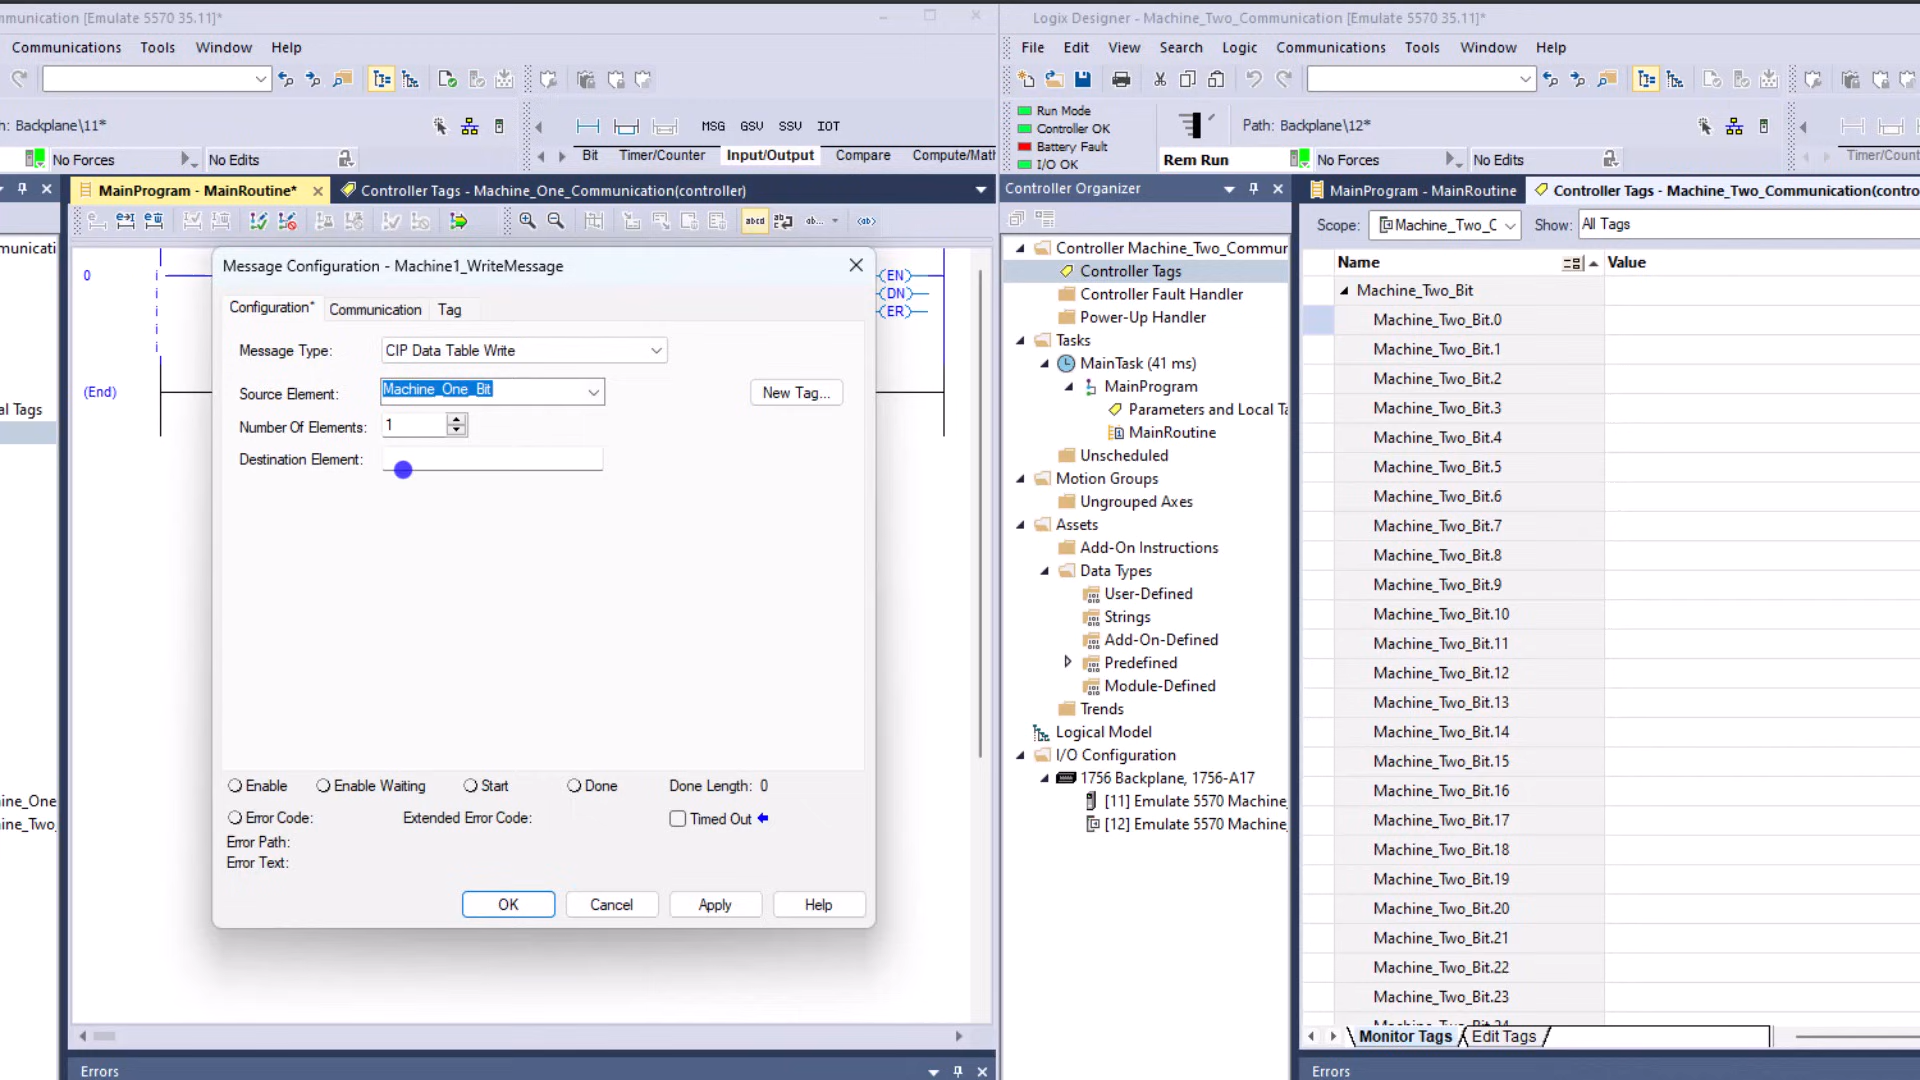 mmunication [Emulate 5570 35.11]*
Communications Tools Window Help
h: Backplane\11*
MSG GSV SSV IOT
No Forces
No Edits
Bit Timer/Counter Input/Output Compare Compute/Math
MainProgram - MainRoutine*
Controller Tags - Machine_One_Communication(controller)
municati
al Tags
ine_One
ine_Two
0
(EN)
(DN)
(ER)
(End)
Message Configuration - Machine1_WriteMessage
Configuration* Communication Tag
Message Type: CIP Data Table Write
Source Element: Machine_One_Bit
New Tag...
Number Of Elements: 1
Destination Element:
Enable Enable Waiting Start Done Done Length: 0
Error Code: Extended Error Code: Timed Out
Error Path:
Error Text:
OK Cancel Apply Help
Errors
Logix Designer - Machine_Two_Communication [Emulate 5570 35.11]*
File Edit View Search Logic Communications Tools Window Help
Run Mode
Controller OK
Battery Fault
I/O OK
Path: Backplane\12*
Rem Run
No Forces
No Edits
Timer/Count
Controller Organizer
Controller Machine_Two_Commur
Controller Tags
Controller Fault Handler
Power-Up Handler
Tasks
MainTask (41 ms)
MainProgram
Parameters and Local Ta
MainRoutine
Unscheduled
Motion Groups
Ungrouped Axes
Assets
Add-On Instructions
Data Types
User-Defined
Strings
Add-On-Defined
Predefined
Module-Defined
Trends
Logical Model
I/O Configuration
1756 Backplane, 1756-A17
[11] Emulate 5570 Machine_
[12] Emulate 5570 Machine_
MainProgram - MainRoutine
Controller Tags - Machine_Two_Communication(contro
Scope: Machine_Two_C Show: All Tags
Name Value
Machine_Two_Bit
Machine_Two_Bit.0
Machine_Two_Bit.1
Machine_Two_Bit.2
Machine_Two_Bit.3
Machine_Two_Bit.4
Machine_Two_Bit.5
Machine_Two_Bit.6
Machine_Two_Bit.7
Machine_Two_Bit.8
Machine_Two_Bit.9
Machine_Two_Bit.10
Machine_Two_Bit.11
Machine_Two_Bit.12
Machine_Two_Bit.13
Machine_Two_Bit.14
Machine_Two_Bit.15
Machine_Two_Bit.16
Machine_Two_Bit.17
Machine_Two_Bit.18
Machine_Two_Bit.19
Machine_Two_Bit.20
Machine_Two_Bit.21
Machine_Two_Bit.22
Machine_Two_Bit.23
Monitor Tags Edit Tags
Errors